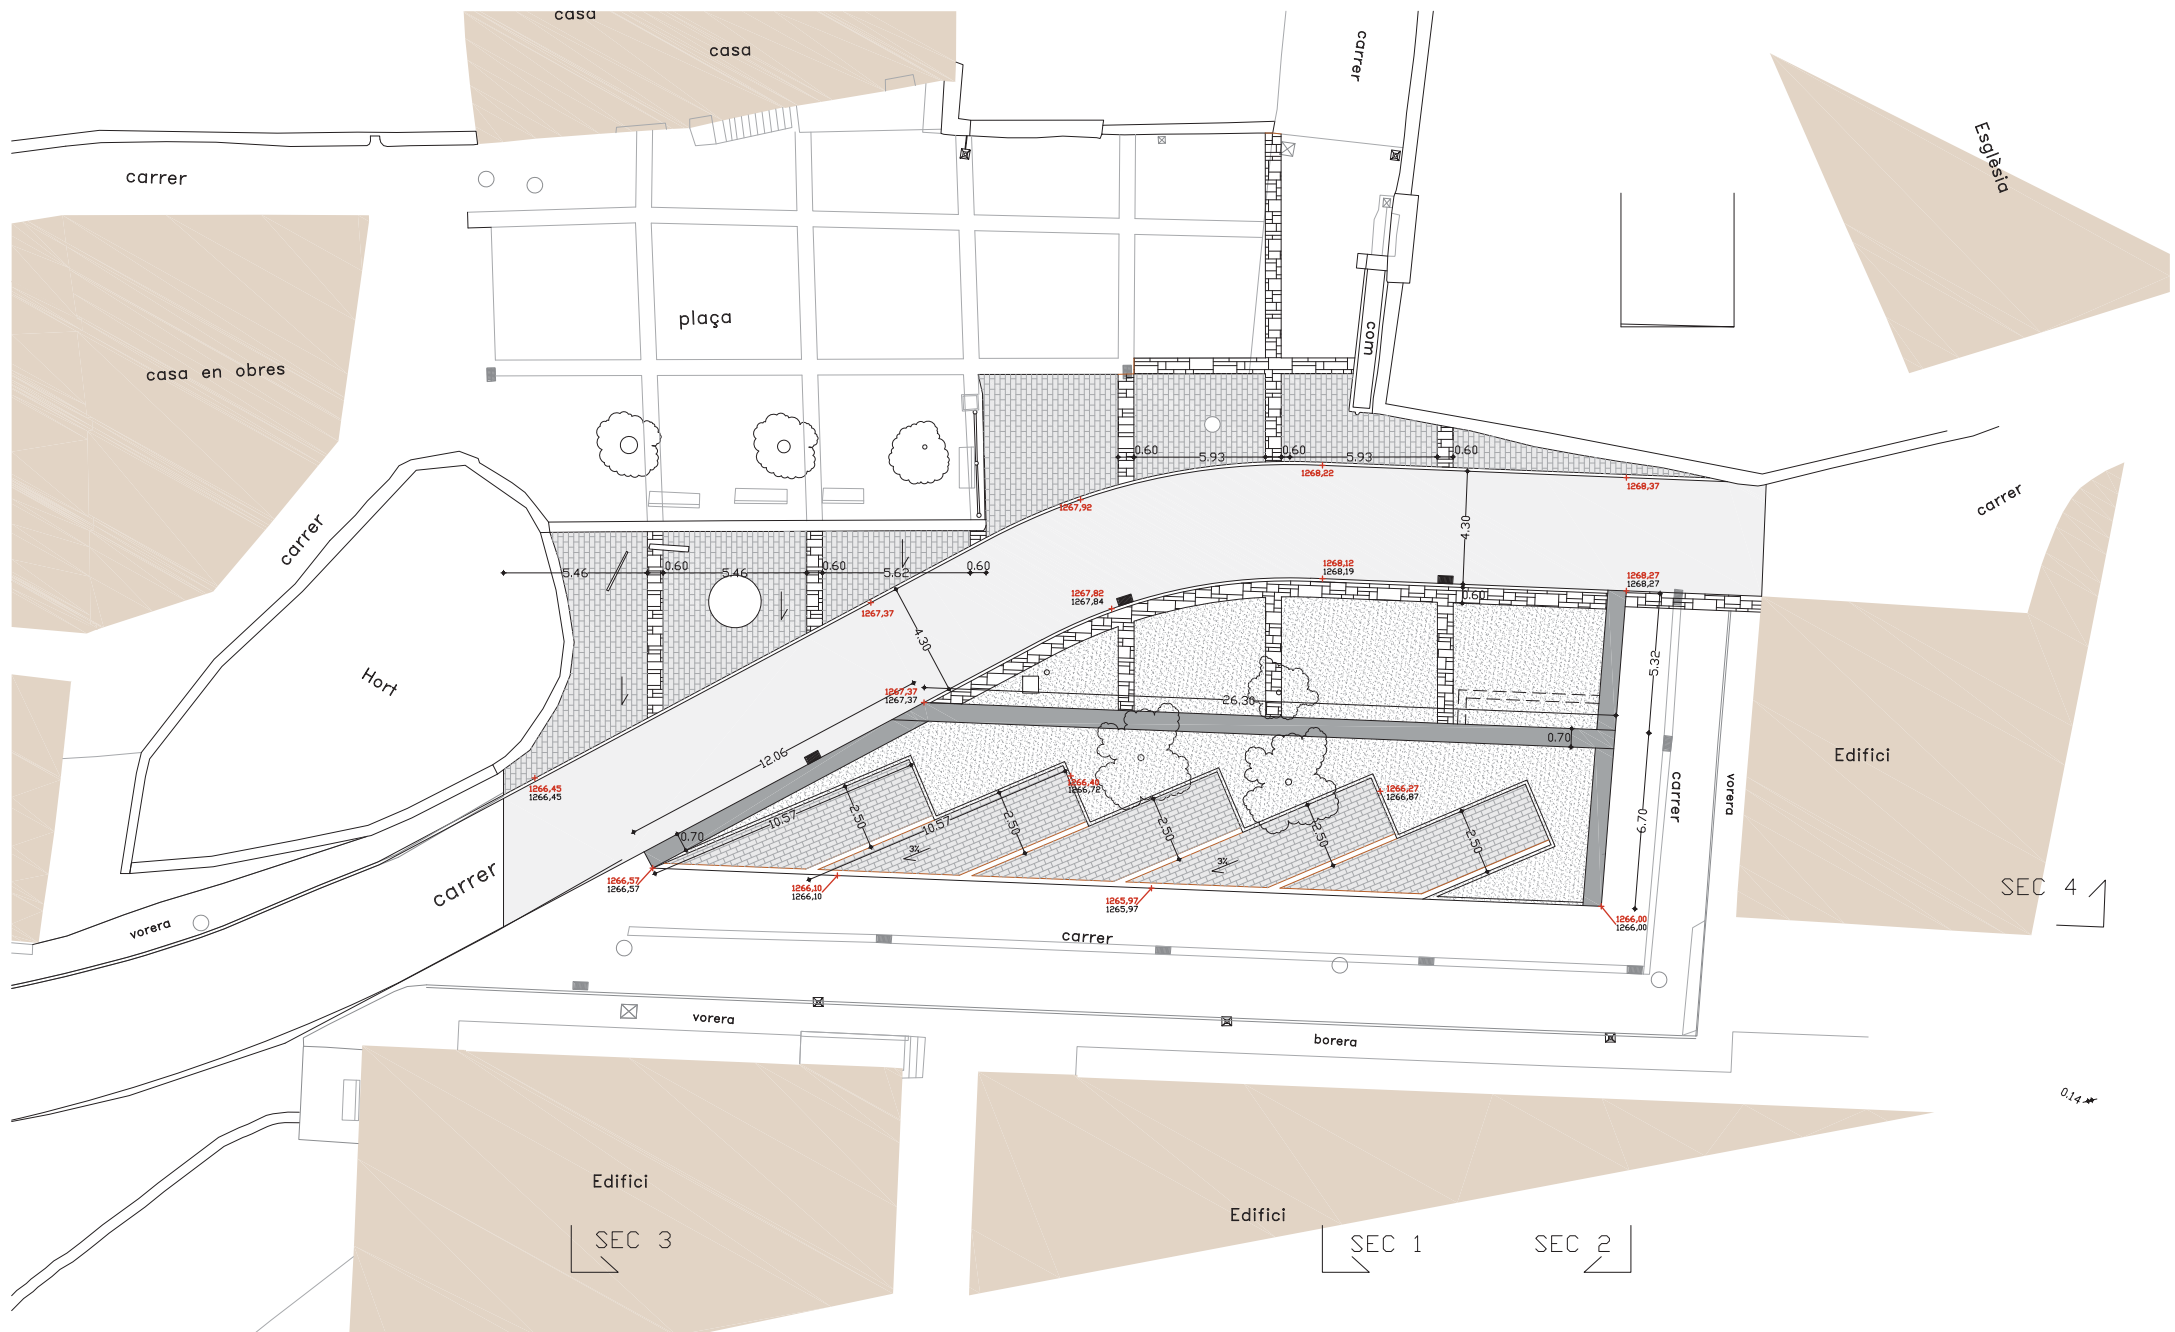 casa
casa
carrer
Església
carrer
plaça
com
casa en obres
0.60
5.93
0.60
5.93
0.60
1268,22
1268,37
1267,92
4.30
carrer
carrer
5.46
0.60
5.46
0.60
5.62
0.60
1268,12
1268,19
1268,27
1268,27
1267,82
1267,84
0.60
1267,37
4.30
5.32
Hort
1267,37
1267,37
26.30
0.70
12.06
Edifici
1266,45
1266,45
1266,40
1266,72
1266,27
1266,87
carrer
vorera
2.50
2.50
2.50
2.50
2.50
10.57
10.57
0.70
6.70
3%
3%
carrer
1266,57
1266,57
1266,10
1266,10
1265,97
1265,97
1266,00
1266,00
SEC 4
vorera
carrer
vorera
borera
0.14
Edifici
Edifici
SEC 3
SEC 1
SEC 2